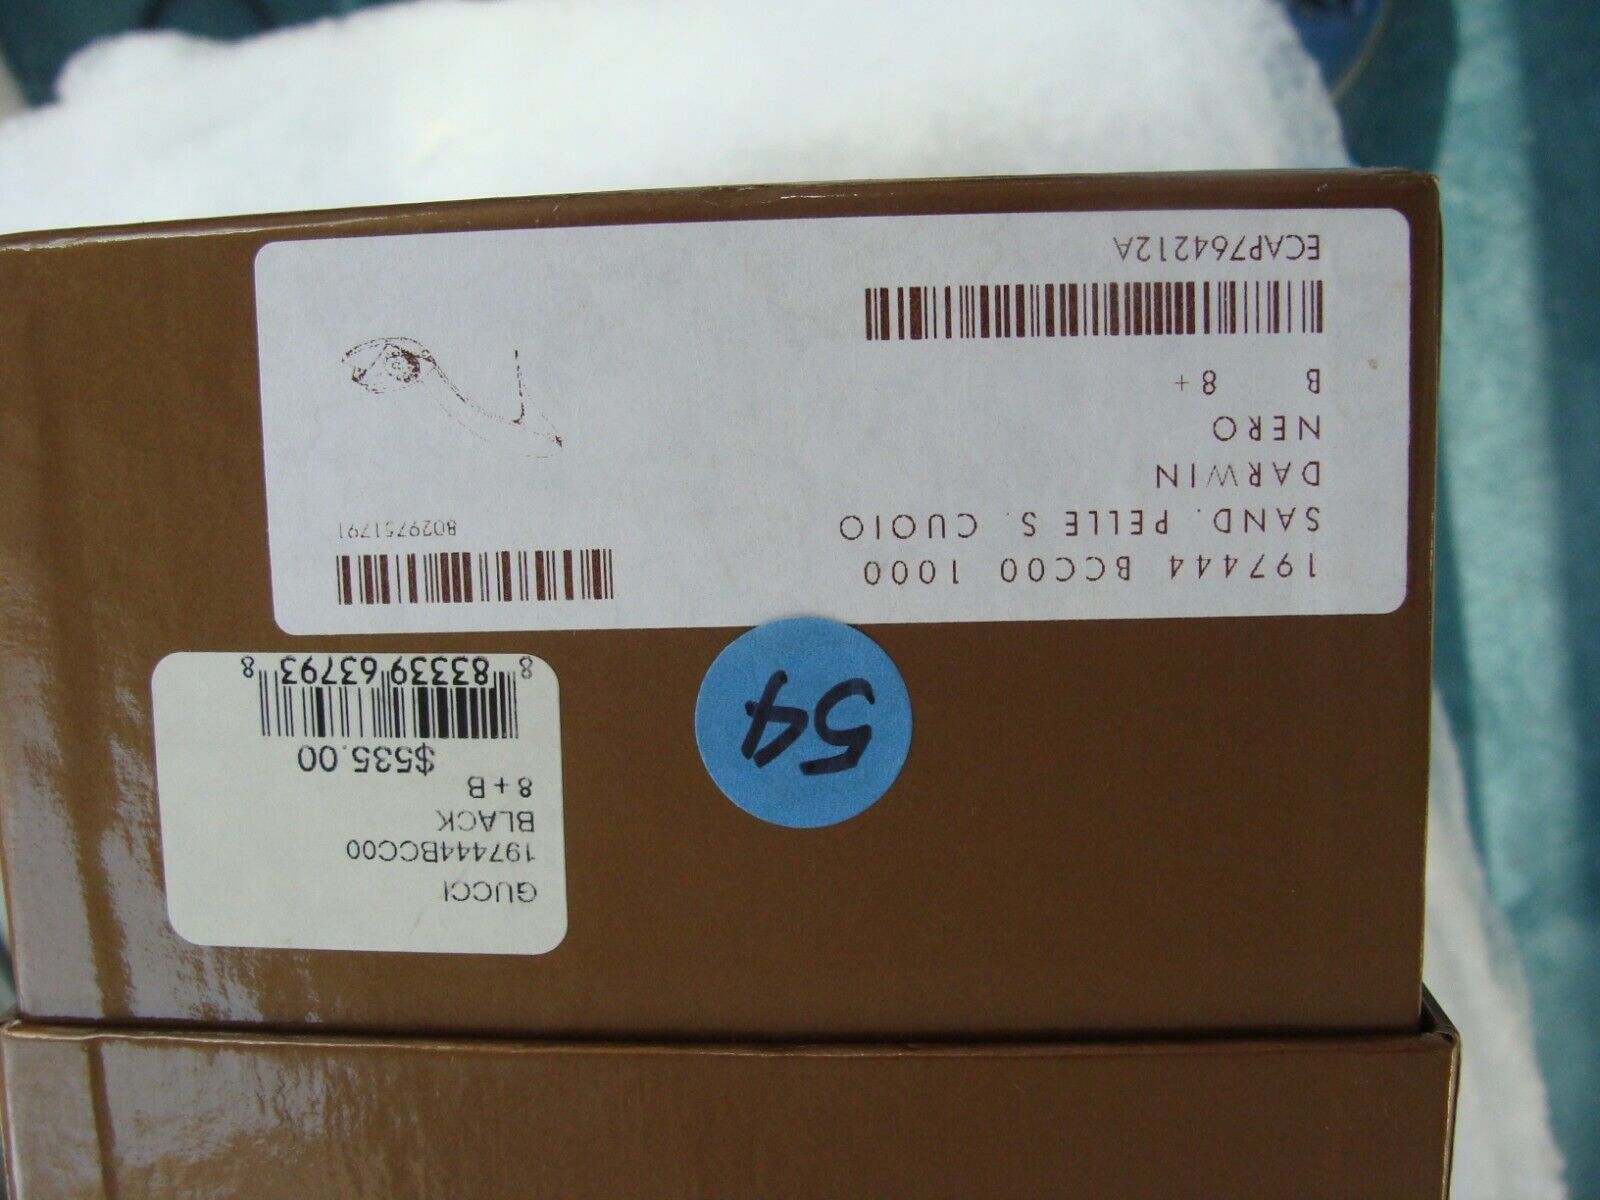 197444 BCC00 1000
SAND. PELLE S. CUOIO
DARWIN
NERO
B 8 +
ECAP764212A
8029751791
54
GUCCI
197444BCC00
BLACK
8 + B
$535.00
8 83339 63793 8